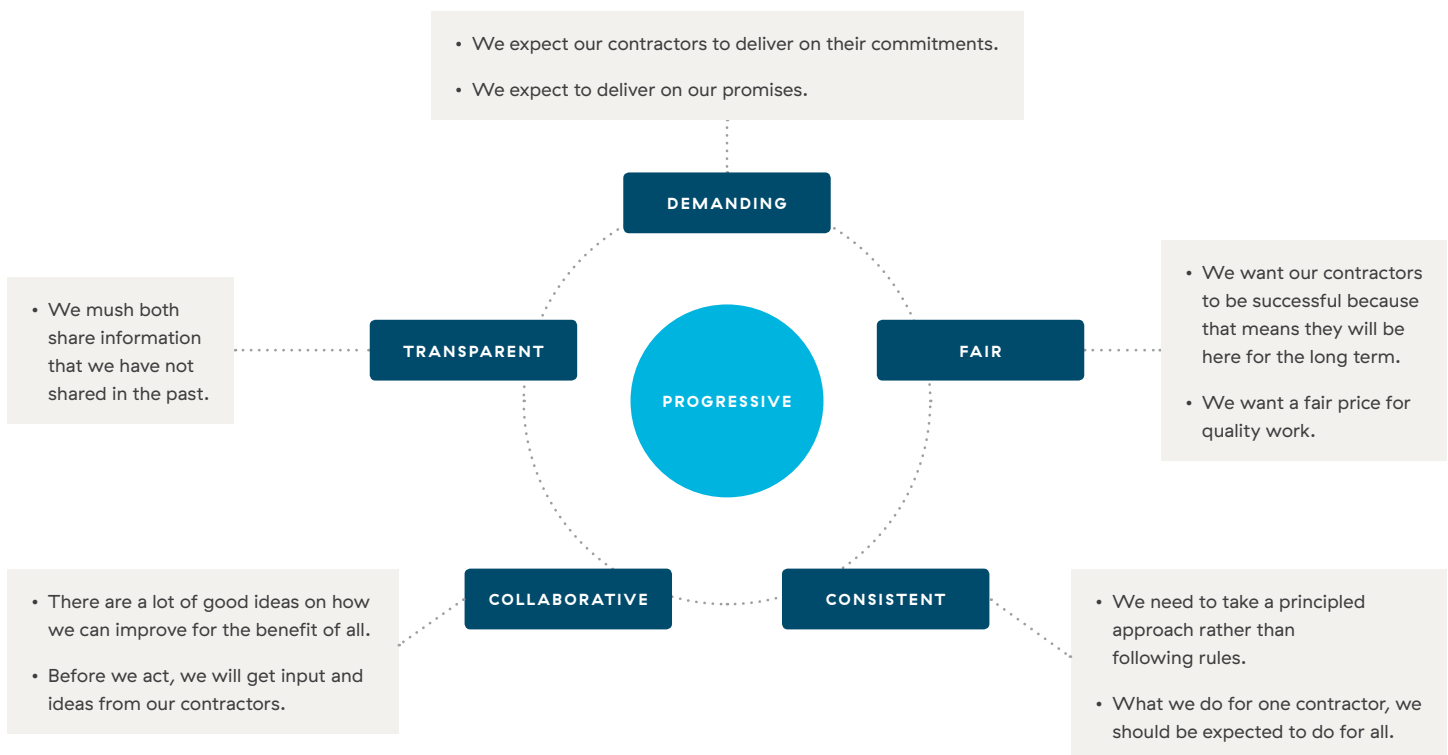 • We expect our contractors to deliver on their commitments.
• We expect to deliver on our promises.
DEMANDING
• We want our contractors
to be successful because
that means they will be
here for the long term.
• We want a fair price for
quality work.
• We mush both
share information
that we have not
shared in the past.
TRANSPARENT
FAIR
PROGRESSIVE
COLLABORATIVE
CONSISTENT
• There are a lot of good ideas on how
we can improve for the benefit of all.
• Before we act, we will get input and
ideas from our contractors.
• We need to take a principled
approach rather than
following rules.
• What we do for one contractor, we
should be expected to do for all.